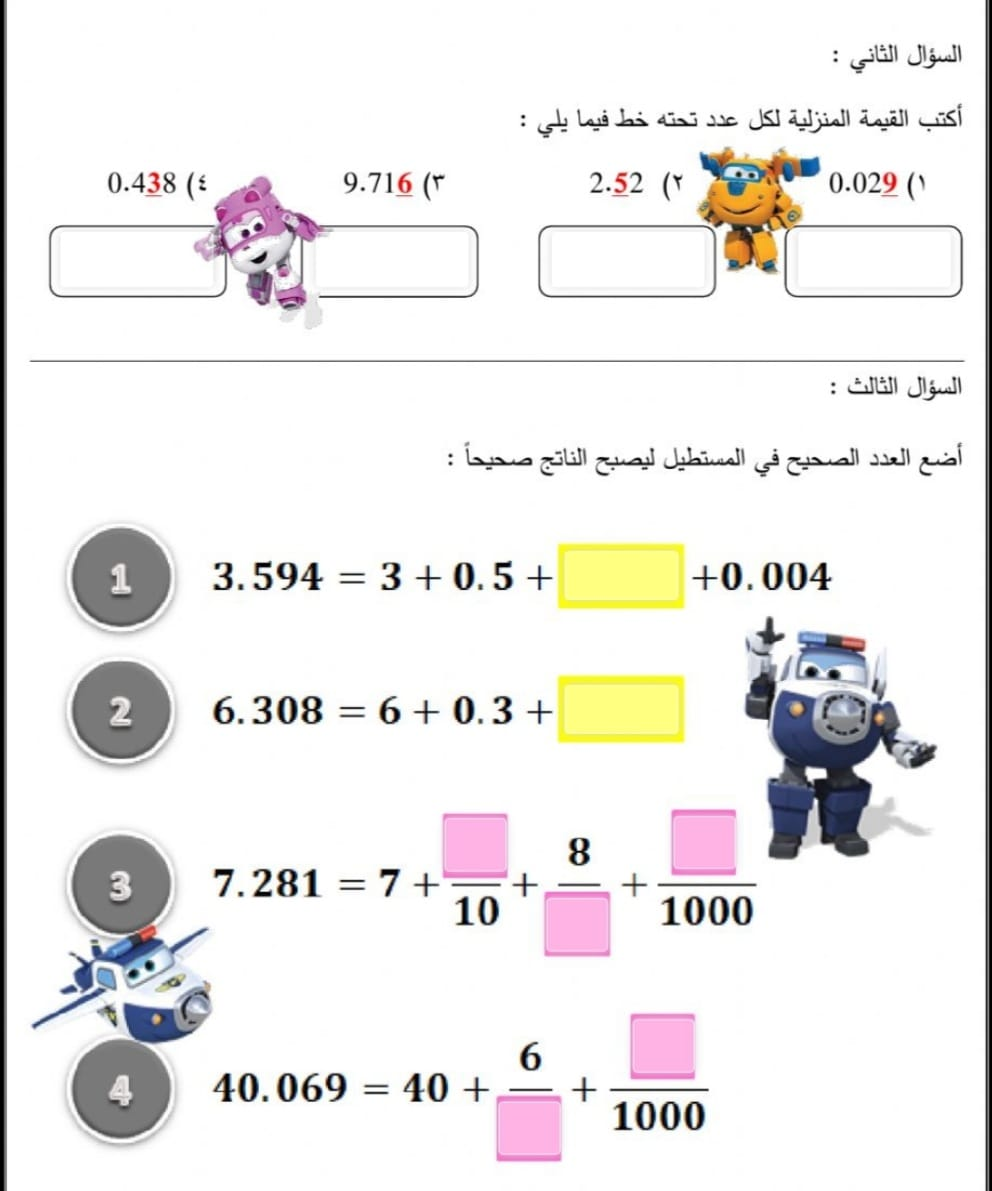 السؤال الثاني :
أكتب القيمة المنزلية لكل عدد تحته خط فيما يلي :
١) 0.029 ٢) 2.52 ٣) 9.716 ٤) 0.438
السؤال الثالث :
أضع العدد الصحيح في المستطيل ليصبح الناتج صحيحاً :
1 3.594 = 3 + 0.5 + +0.004
2 6.308 = 6 + 0.3 +
3 7.281 = 7 + /10 + 8/ + /1000
4 40.069 = 40 + 6/ + /1000